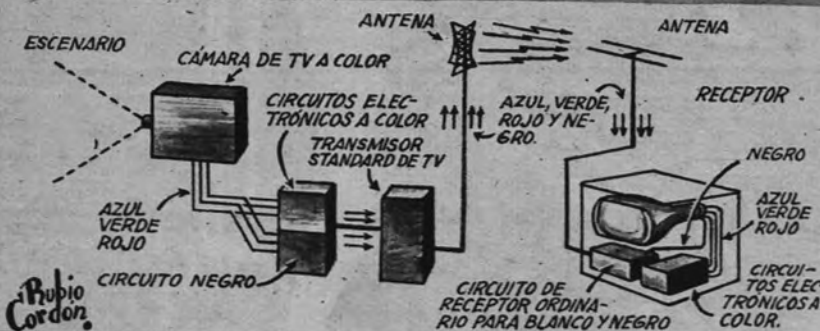 ESCENARIO
CÁMARA DE TV A COLOR
CIRCUITOS ELEC-
TRÓNICOS A COLOR
TRANSMISOR
STANDARD DE TV
AZUL
VERDE
ROJO
CIRCUITO NEGRO
ANTENA
AZUL, VERDE,
ROJO Y NE-
GRO.
ANTENA
RECEPTOR
NEGRO
AZUL
VERDE
ROJO
CIRCUITO DE
RECEPTOR ORDINA-
RIO PARA BLANCO Y NEGRO
CIRCUI-
TOS ELEC-
TRÓNICOS A
COLOR.
Rubio
Cordon.